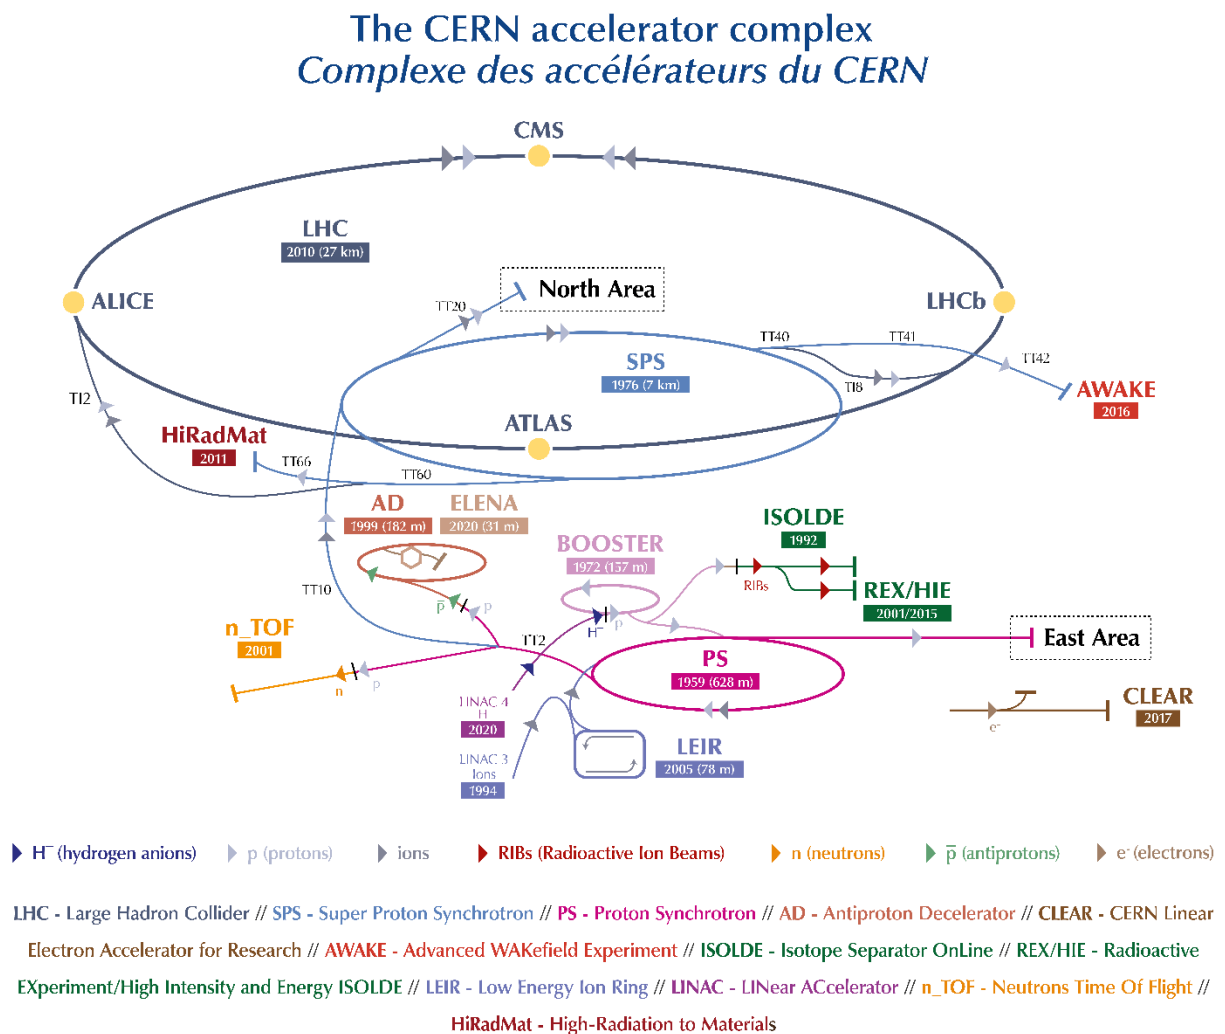 The CERN accelerator complex
Complexe des accélérateurs du CERN
CMS
LHC
2010 (27 km)
ALICE
TT20
North Area
LHCb
TT40
TT41
TT42
SPS
1976 (7 km)
TI8
AWAKE
2016
TI2
ATLAS
HiRadMat
2011
TT66
TT60
AD
1999 (182 m)
ELENA
2020 (31 m)
ISOLDE
1992
BOOSTER
1972 (157 m)
RIBs
REX/HIE
2001/2015
TT10
p̅
p
H⁻
p
TT2
n_TOF
2001
n
p
East Area
PS
1959 (628 m)
LINAC 4
H⁻
2020
CLEAR
2017
e⁻
LINAC 3
Ions
1994
LEIR
2005 (78 m)
H⁻ (hydrogen anions)
p (protons)
ions
RIBs (Radioactive Ion Beams)
n (neutrons)
p̅ (antiprotons)
e⁻ (electrons)
LHC - Large Hadron Collider // SPS - Super Proton Synchrotron // PS - Proton Synchrotron // AD - Antiproton Decelerator // CLEAR - CERN Linear
Electron Accelerator for Research // AWAKE - Advanced WAKefield Experiment // ISOLDE - Isotope Separator OnLine // REX/HIE - Radioactive
EXperiment/High Intensity and Energy ISOLDE // LEIR - Low Energy Ion Ring // LINAC - LINear ACcelerator // n_TOF - Neutrons Time Of Flight //
HiRadMat - High-Radiation to Materials